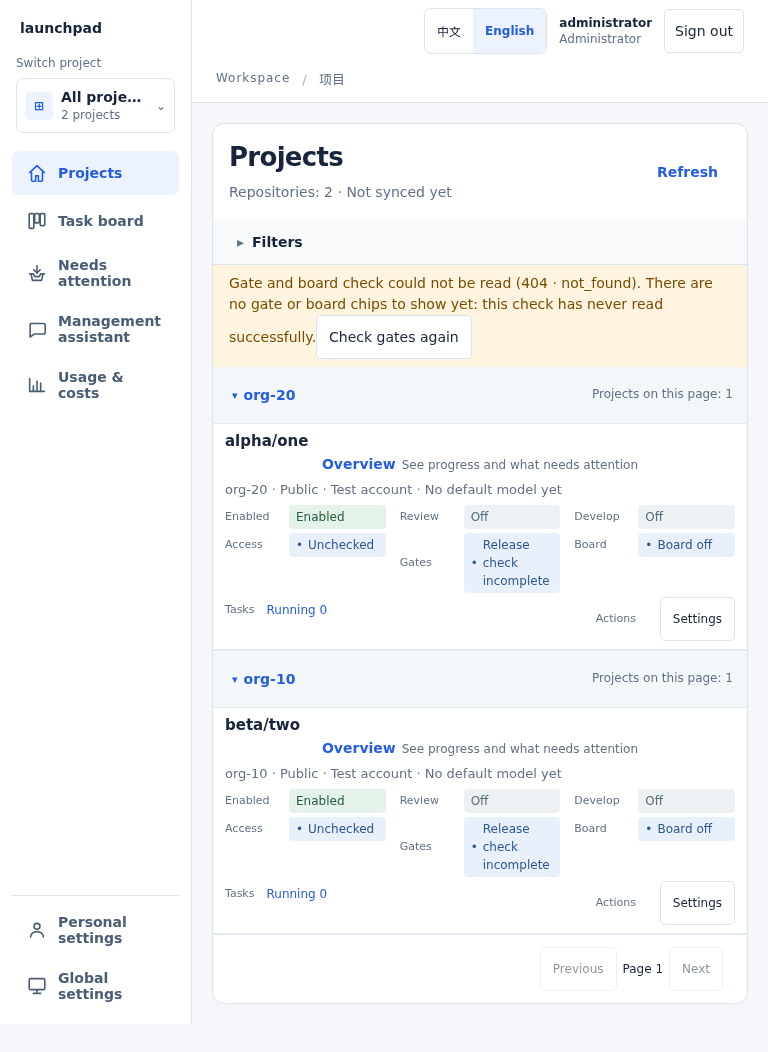 launchpad
Switch project
⊞ All proje... ⌄
2 projects
Projects
Task board
Needs
attention
Management
assistant
Usage &
costs
Personal
settings
Global
settings
中文 English
administrator
Administrator
Sign out
Workspace / 项目
Projects
Repositories: 2 · Not synced yet
Refresh
▸ Filters
Gate and board check could not be read (404 · not_found). There are
no gate or board chips to show yet: this check has never read
successfully. Check gates again
▾ org-20 Projects on this page: 1
alpha/one
Overview See progress and what needs attention
org-20 · Public · Test account · No default model yet
Enabled Enabled Review Off Develop Off
Access • Unchecked Gates • Release check incomplete Board • Board off
Tasks Running 0 Actions Settings
▾ org-10 Projects on this page: 1
beta/two
Overview See progress and what needs attention
org-10 · Public · Test account · No default model yet
Enabled Enabled Review Off Develop Off
Access • Unchecked Gates • Release check incomplete Board • Board off
Tasks Running 0 Actions Settings
Previous Page 1 Next